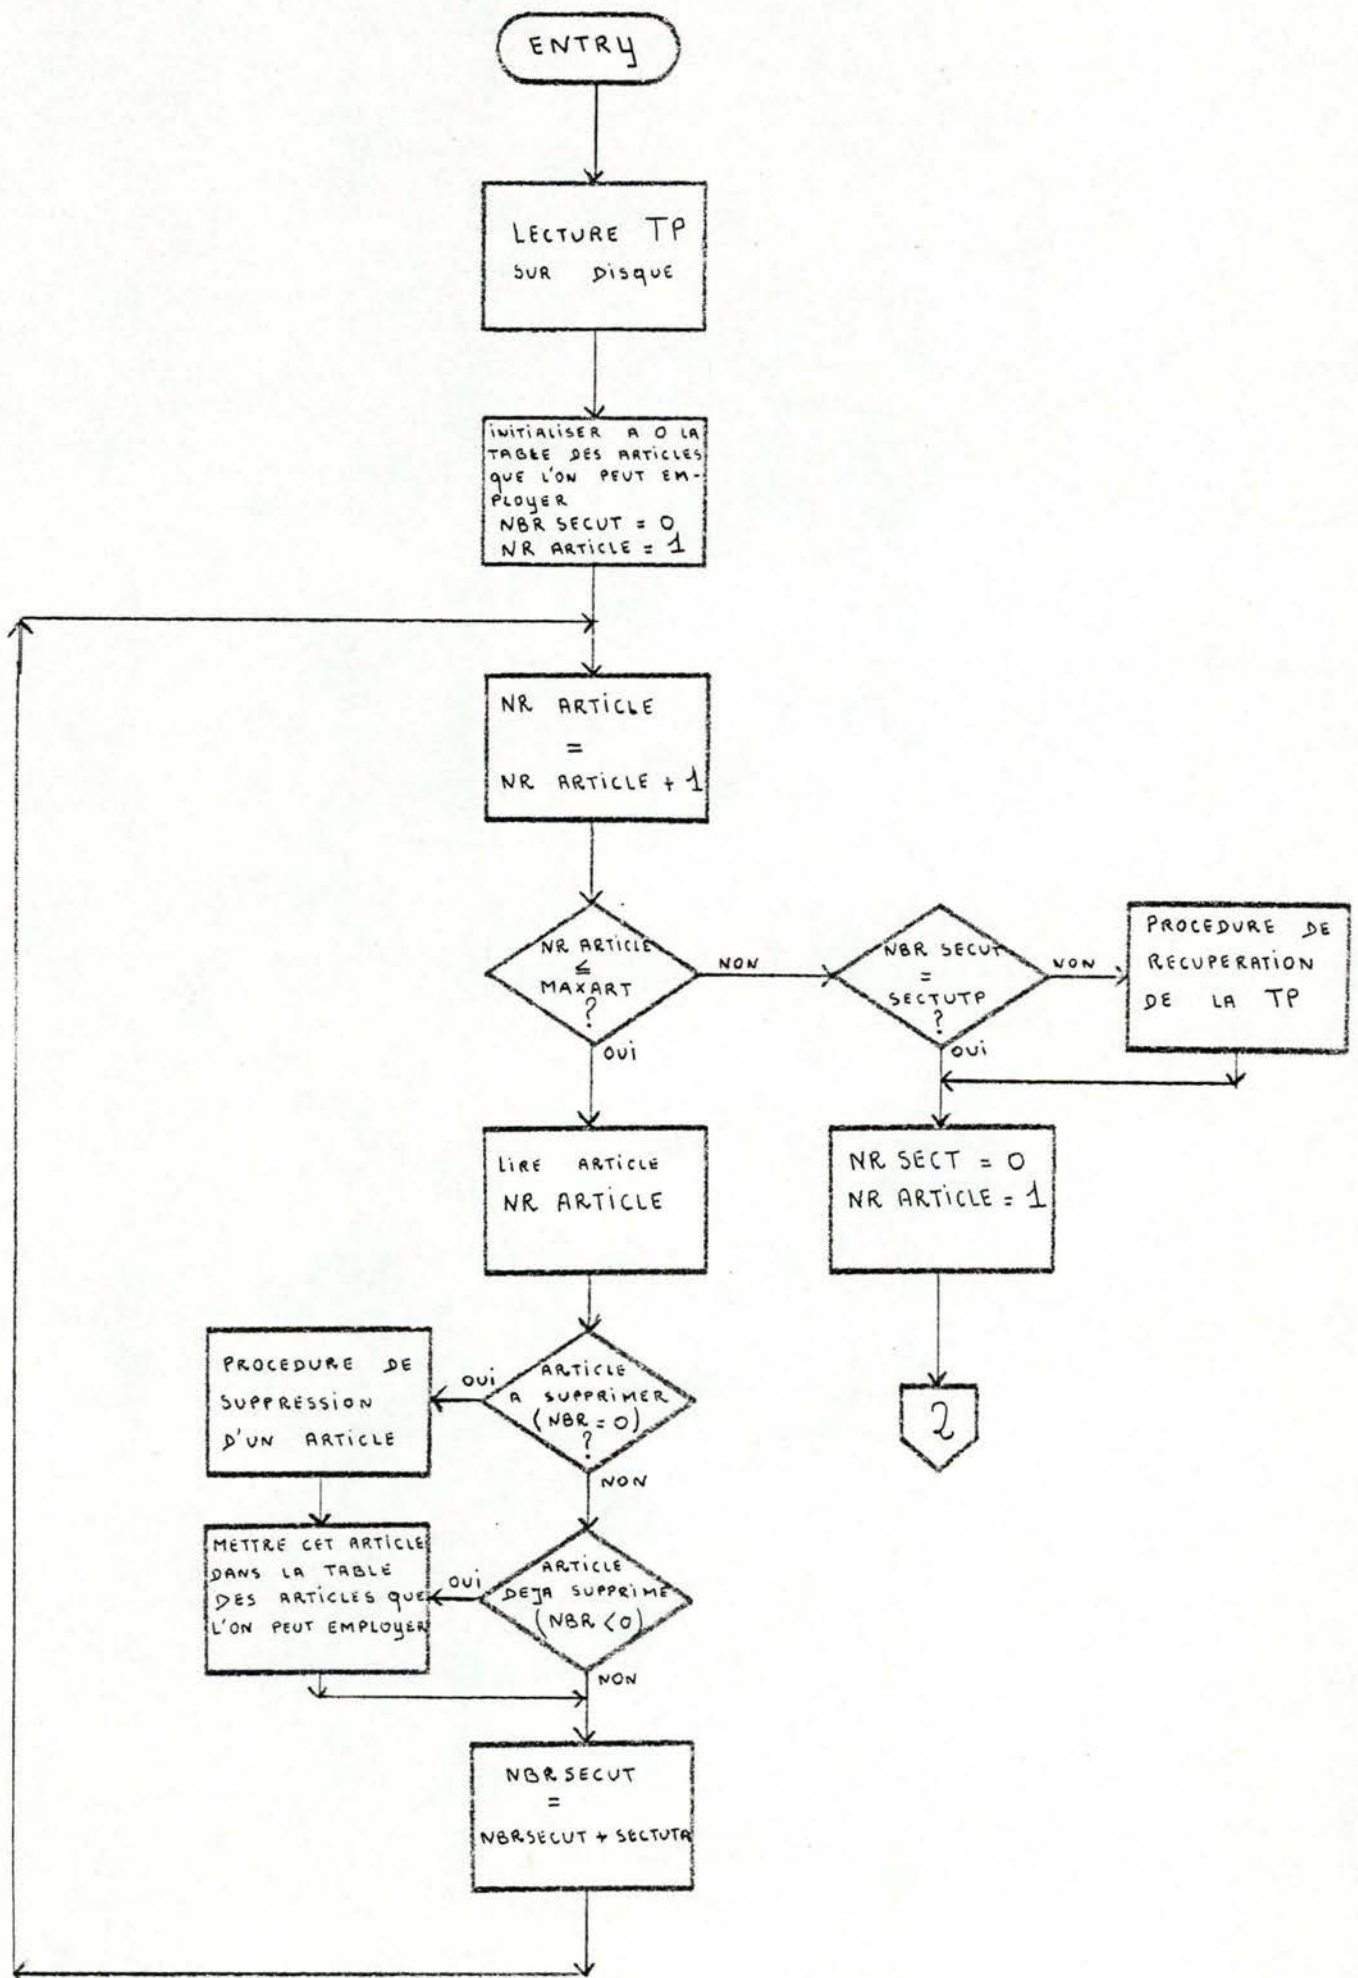 ENTRY
LECTURE TP
SUR DISQUE
INITIALISER A 0 LA
TABLE DES ARTICLES
QUE L'ON PEUT EM-
PLOYER
NBR SECUT = 0
NR ARTICLE = 1
NR ARTICLE
=
NR ARTICLE + 1
NR ARTICLE
≤
MAXART
?
NON
OUI
NBR SECUT
=
SECTUTP
?
NON
OUI
PROCEDURE DE
RECUPERATION
DE LA TP
LIRE ARTICLE
NR ARTICLE
NR SECT = 0
NR ARTICLE = 1
2
ARTICLE
A SUPPRIMER
(NBR = 0)
?
OUI
NON
PROCEDURE DE
SUPPRESSION
D'UN ARTICLE
METTRE CET ARTICLE
DANS LA TABLE
DES ARTICLES QUE
L'ON PEUT EMPLOYER
ARTICLE
DEJA SUPPRIME
(NBR < 0)
OUI
NON
NBRSECUT
=
NBRSECUT + SECTUTA